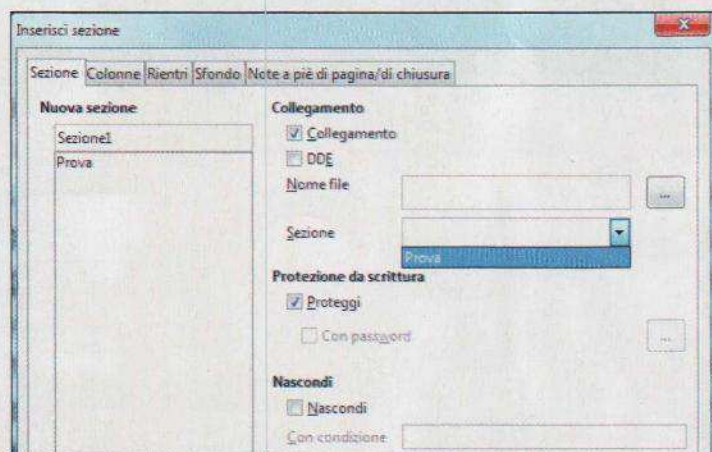 Inserisci sezione
Sezione Colonne Rientri Sfondo Note a piè di pagina/di chiusura
Nuova sezione
Sezione1
Prova
Collegamento
Collegamento
DDE
Nome file
...
Sezione
Prova
Protezione da scrittura
Proteggi
Con password
...
Nascondi
Nascondi
Con condizione